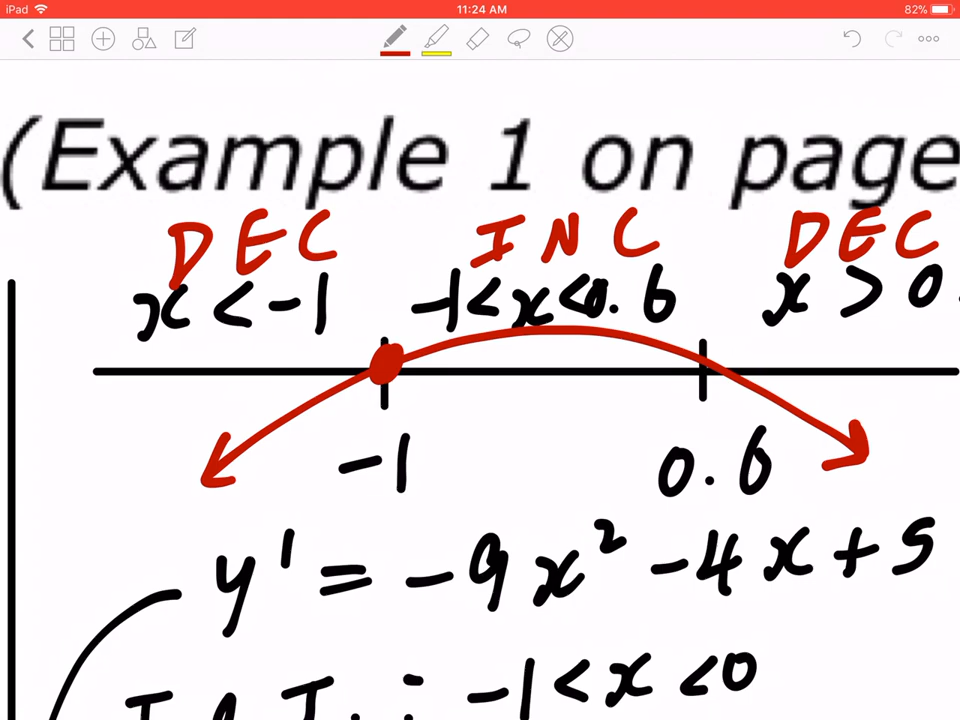 iPad 11:24 AM 82%
(Example 1 on page
DEC INC DEC
x < -1 -1 < x < 0.6 x > 0.
-1 0.6
y' = -9x² - 4x + 5
: -1 < x < 0